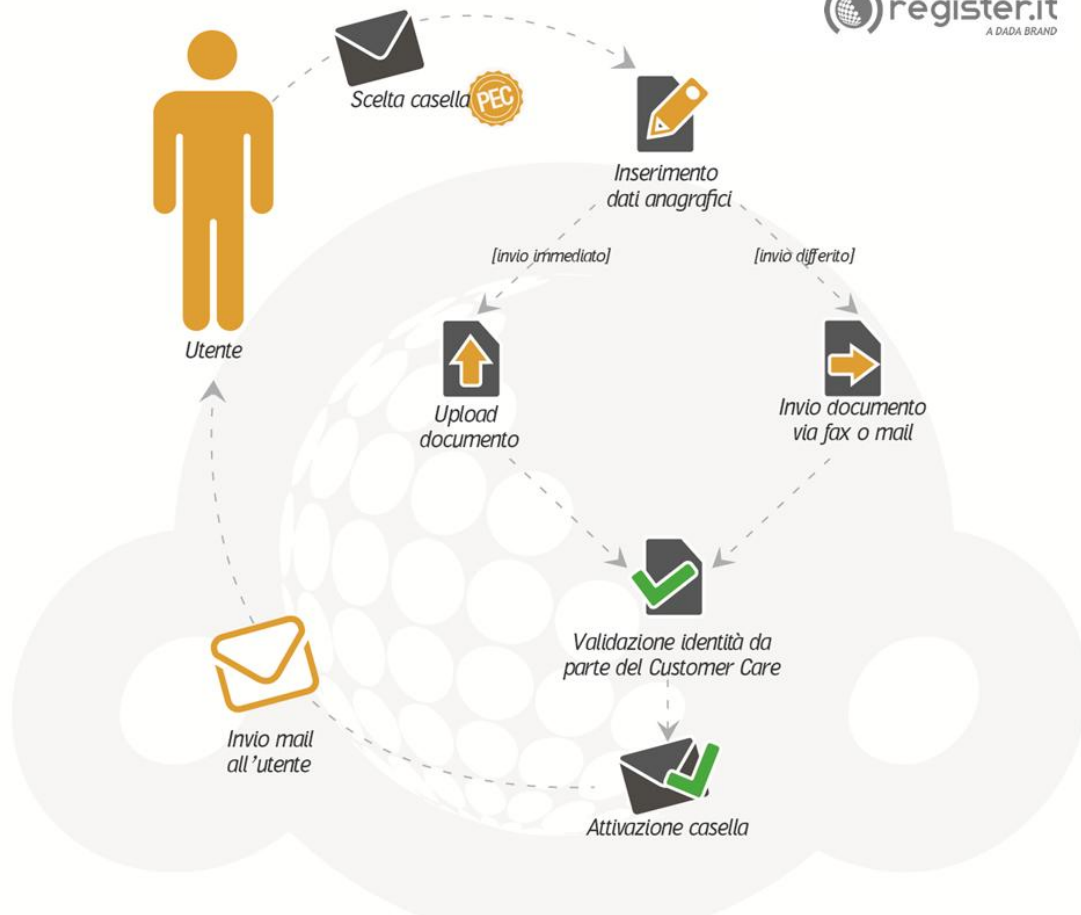 register.it
A DADA BRAND
Scelta casella PEC
Inserimento
dati anagrafici
[invio immediato]
[invio differito]
Utente
Upload
documento
Invio documento
via fax o mail
Validazione identità da
parte del Customer Care
Invio mail
all'utente
Attivazione casella